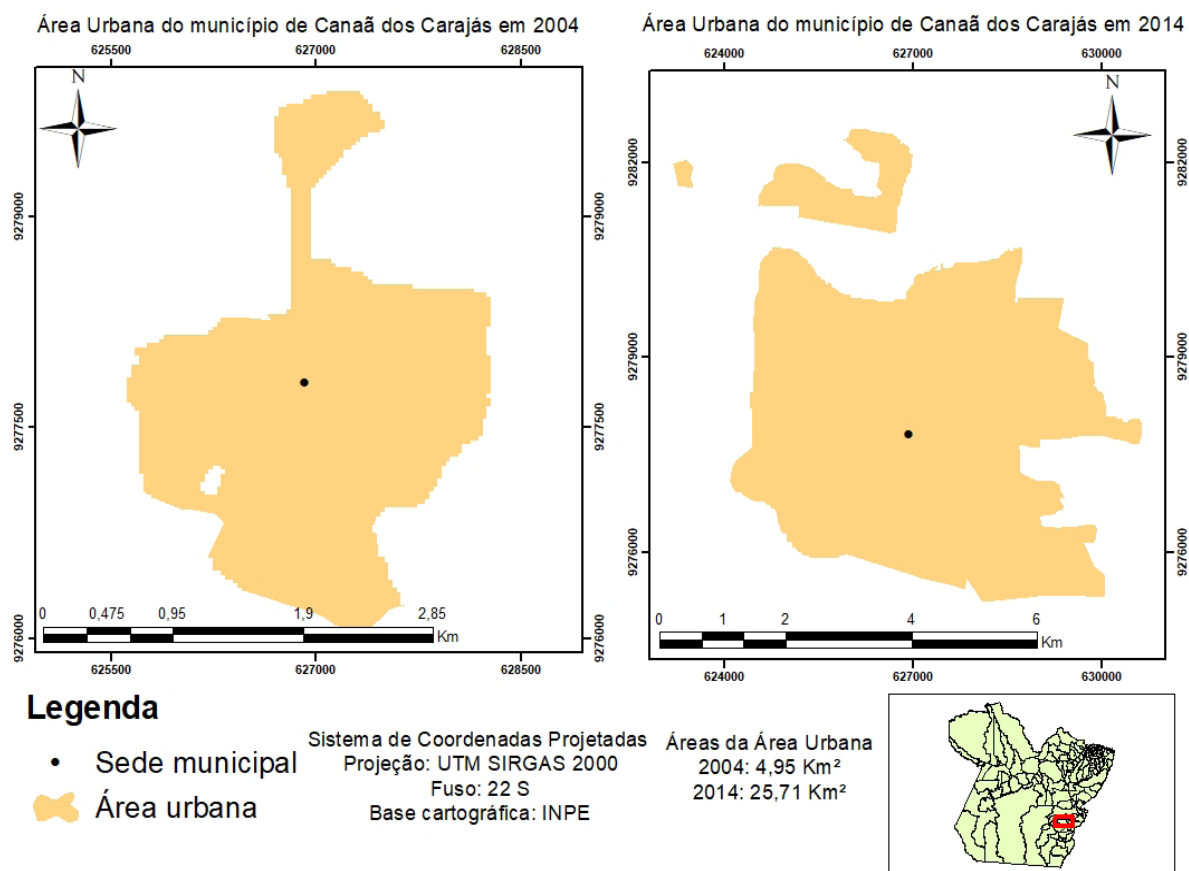 Área Urbana do município de Canaã dos Carajás em 2004
625500 627000 628500
N
9279000 9279000
9277500 9277500
9276000 9276000
0 0,475 0,95 1,9 2,85
Km
625500 627000 628500
Área Urbana do município de Canaã dos Carajás em 2014
624000 627000 630000
N
9282000 9282000
9279000 9279000
9276000 9276000
0 1 2 4 6
Km
624000 627000 630000
Legenda
Sede municipal
Área urbana
Sistema de Coordenadas Projetadas
Projeção: UTM SIRGAS 2000
Fuso: 22 S
Base cartográfica: INPE
Áreas da Área Urbana
2004: 4,95 Km²
2014: 25,71 Km²